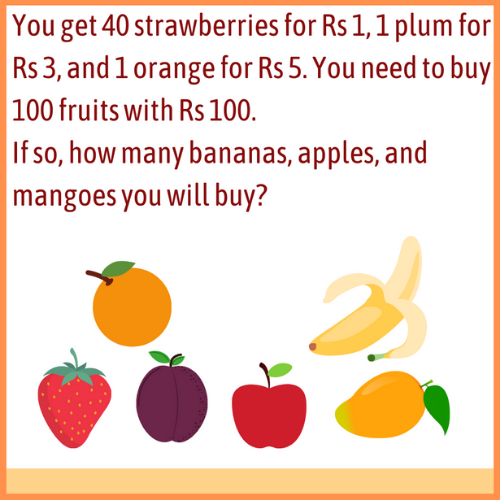 You get 40 strawberries for Rs 1, 1 plum for
Rs 3, and 1 orange for Rs 5. You need to buy
100 fruits with Rs 100.
If so, how many bananas, apples, and
mangoes you will buy?